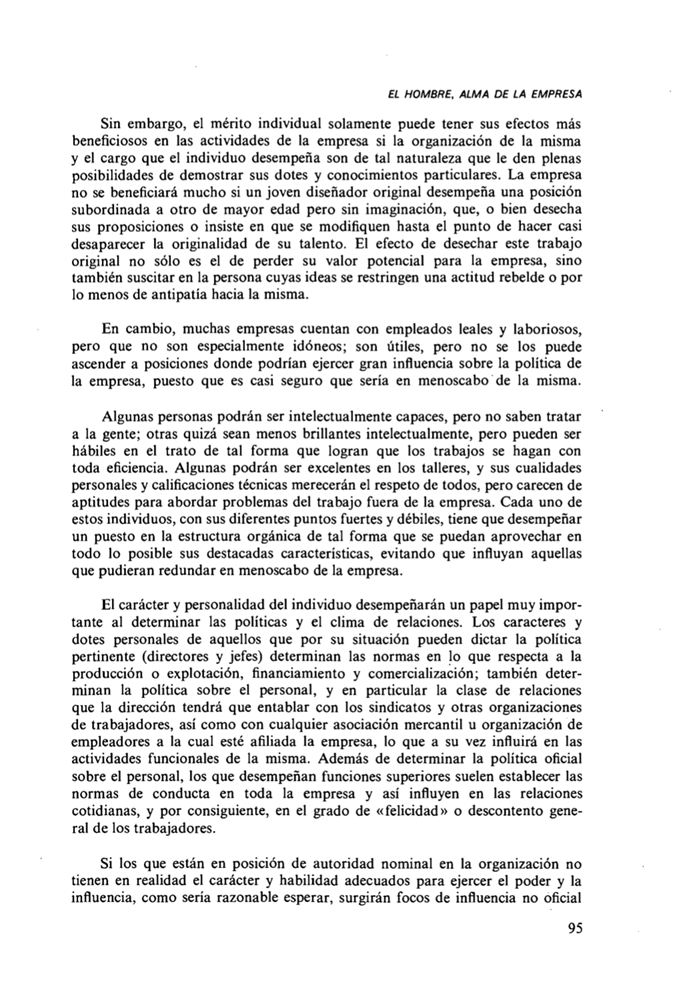 EL HOMBRE, ALMA DE LA EMPRESA
Sin embargo, el mérito individual solamente puede tener sus efectos más
beneficiosos en las actividades de la empresa si la organización de la misma
y el cargo que el individuo desempeña son de tal naturaleza que le den plenas
posibilidades de demostrar sus dotes y conocimientos particulares. La empresa
no se beneficiará mucho si un joven diseñador original desempeña una posición
subordinada a otro de mayor edad pero sin imaginación, que, o bien desecha
sus proposiciones o insiste en que se modifiquen hasta el punto de hacer casi
desaparecer la originalidad de su talento. El efecto de desechar este trabajo
original no sólo es el de perder su valor potencial para la empresa, sino
también suscitar en la persona cuyas ideas se restringen una actitud rebelde o por
lo menos de antipatía hacia la misma.
En cambio, muchas empresas cuentan con empleados leales y laboriosos,
pero que no son especialmente idóneos; son útiles, pero no se los puede
ascender a posiciones donde podrían ejercer gran influencia sobre la política de
la empresa, puesto que es casi seguro que sería en menoscabo de la misma.
Algunas personas podrán ser intelectualmente capaces, pero no saben tratar
a la gente; otras quizá sean menos brillantes intelectualmente, pero pueden ser
hábiles en el trato de tal forma que logran que los trabajos se hagan con
toda eficiencia. Algunas podrán ser excelentes en los talleres, y sus cualidades
personales y calificaciones técnicas merecerán el respeto de todos, pero carecen de
aptitudes para abordar problemas del trabajo fuera de la empresa. Cada uno de
estos individuos, con sus diferentes puntos fuertes y débiles, tiene que desempeñar
un puesto en la estructura orgánica de tal forma que se puedan aprovechar en
todo lo posible sus destacadas características, evitando que influyan aquellas
que pudieran redundar en menoscabo de la empresa.
El carácter y personalidad del individuo desempeñarán un papel muy impor-
tante al determinar las políticas y el clima de relaciones. Los caracteres y
dotes personales de aquellos que por su situación pueden dictar la política
pertinente (directores y jefes) determinan las normas en lo que respecta a la
producción o explotación, financiamiento y comercialización; también deter-
minan la política sobre el personal, y en particular la clase de relaciones
que la dirección tendrá que entablar con los sindicatos y otras organizaciones
de trabajadores, así como con cualquier asociación mercantil u organización de
empleadores a la cual esté afiliada la empresa, lo que a su vez influirá en las
actividades funcionales de la misma. Además de determinar la política oficial
sobre el personal, los que desempeñan funciones superiores suelen establecer las
normas de conducta en toda la empresa y así influyen en las relaciones
cotidianas, y por consiguiente, en el grado de «felicidad» o descontento gene-
ral de los trabajadores.
Si los que están en posición de autoridad nominal en la organización no
tienen en realidad el carácter y habilidad adecuados para ejercer el poder y la
influencia, como sería razonable esperar, surgirán focos de influencia no oficial
95